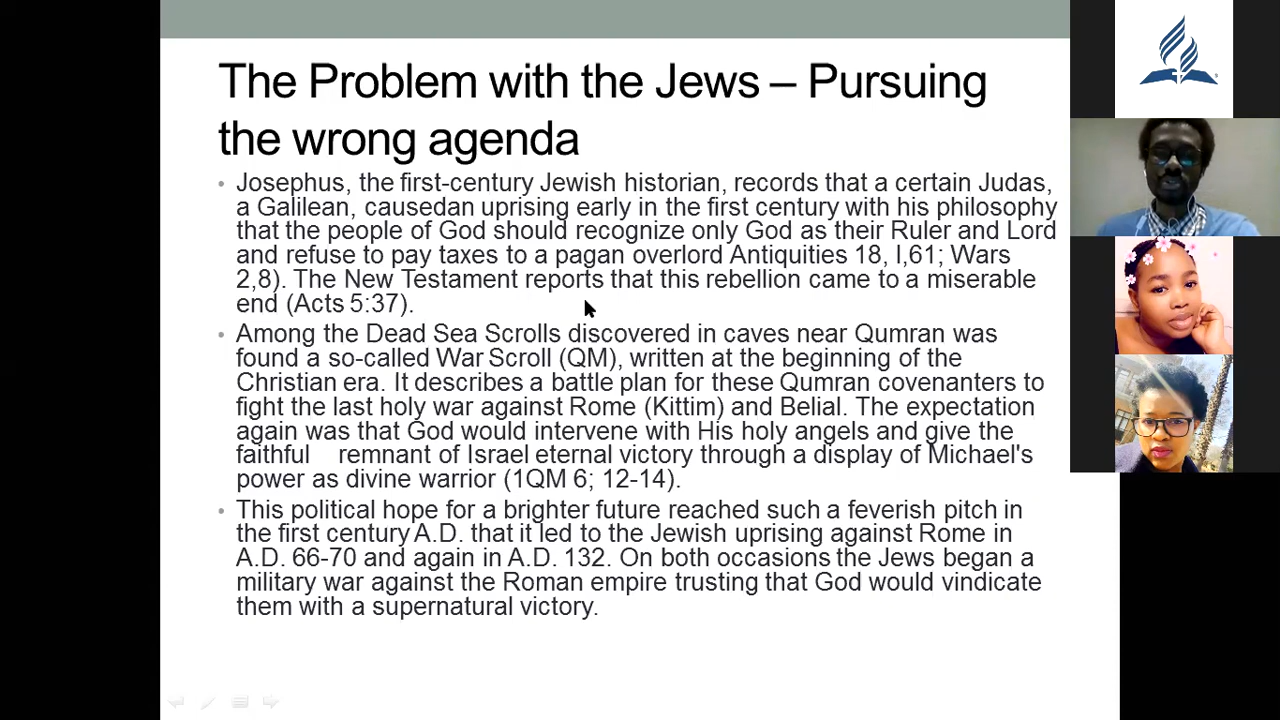 The Problem with the Jews – Pursuing
the wrong agenda
• Josephus, the first-century Jewish historian, records that a certain Judas,
a Galilean, causedan uprising early in the first century with his philosophy
that the people of God should recognize only God as their Ruler and Lord
and refuse to pay taxes to a pagan overlord Antiquities 18, I,61; Wars
2,8). The New Testament reports that this rebellion came to a miserable
end (Acts 5:37).
• Among the Dead Sea Scrolls discovered in caves near Qumran was
found a so-called War Scroll (QM), written at the beginning of the
Christian era. It describes a battle plan for these Qumran covenanters to
fight the last holy war against Rome (Kittim) and Belial. The expectation
again was that God would intervene with His holy angels and give the
faithful remnant of Israel eternal victory through a display of Michael's
power as divine warrior (1QM 6; 12-14).
• This political hope for a brighter future reached such a feverish pitch in
the first century A.D. that it led to the Jewish uprising against Rome in
A.D. 66-70 and again in A.D. 132. On both occasions the Jews began a
military war against the Roman empire trusting that God would vindicate
them with a supernatural victory.